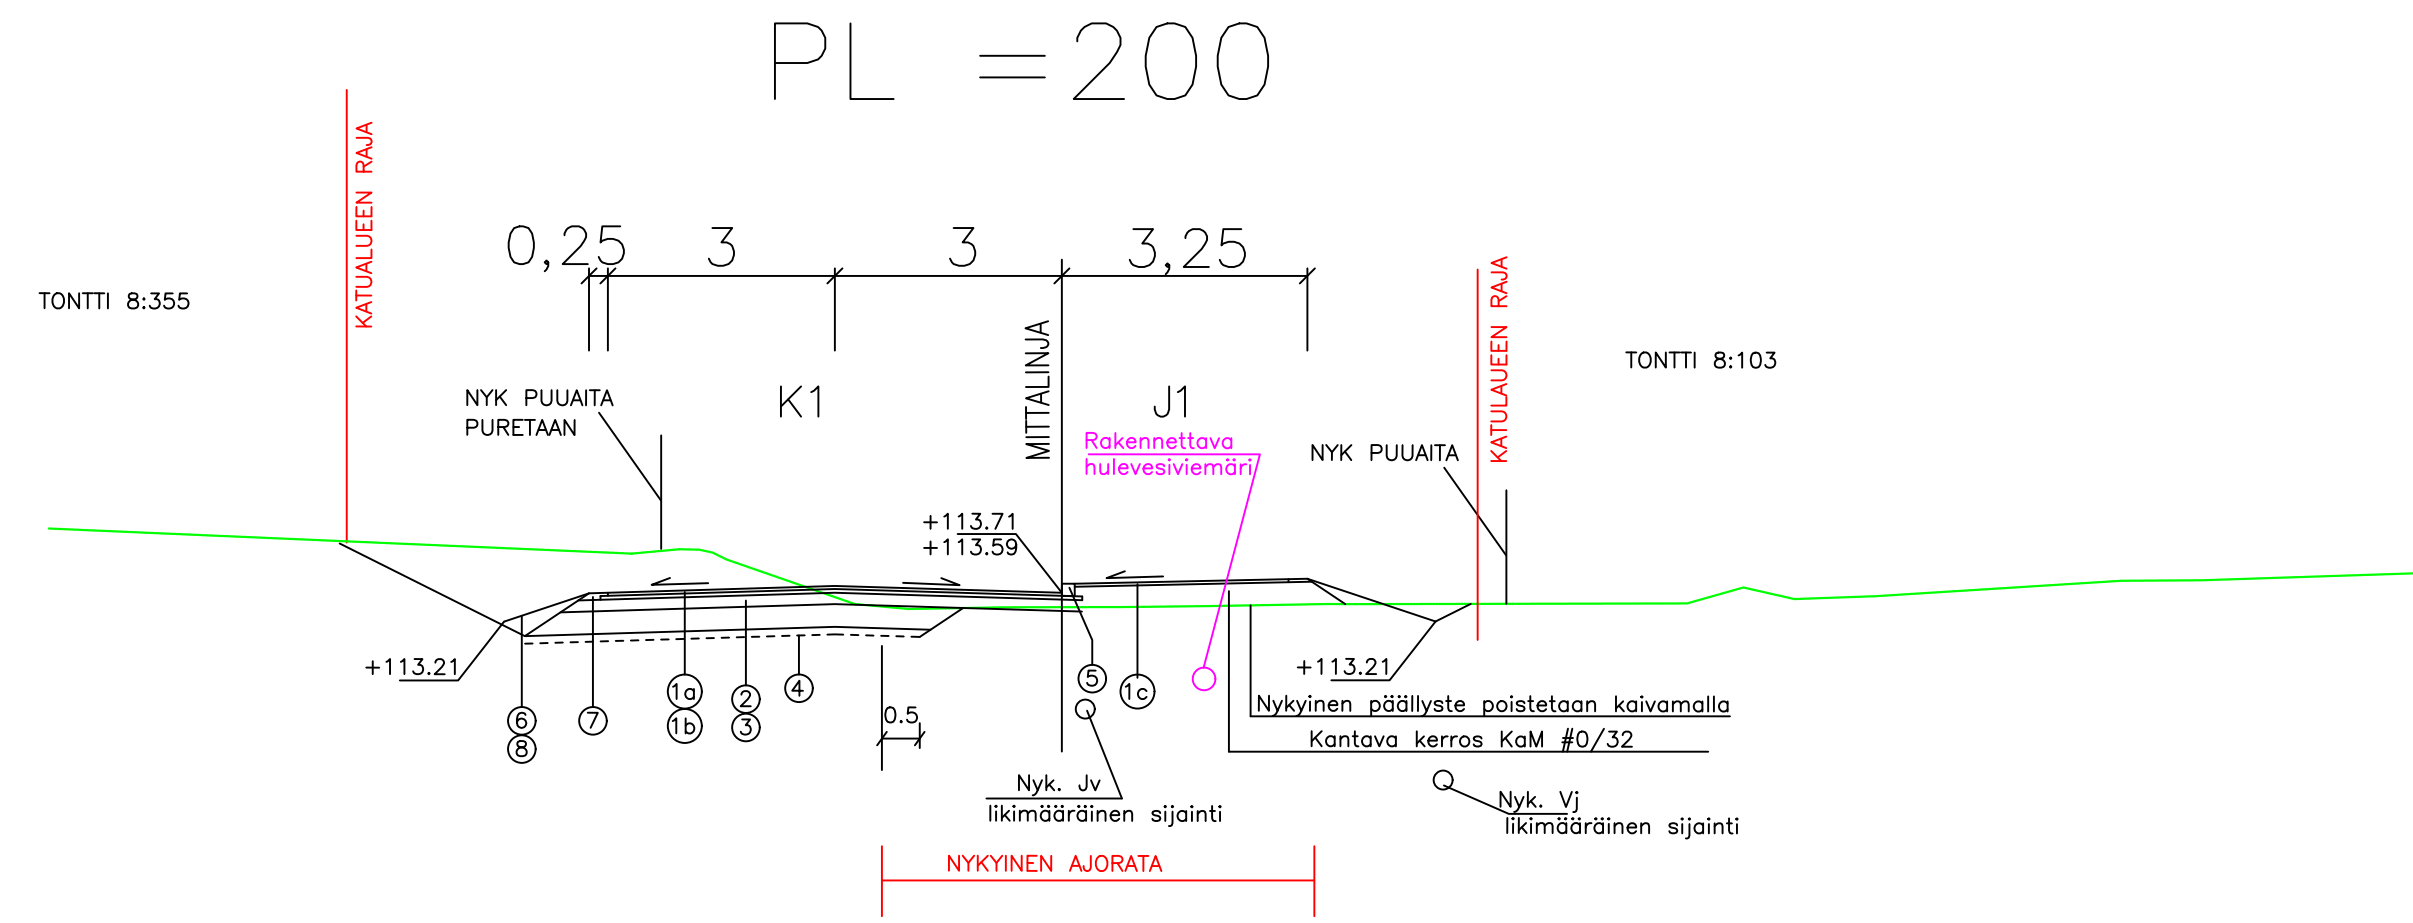 PL =200
KATUALUEEN RAJA
0,25 3 3 3,25
TONTTI 8:355
KATULAUEEN RAJA
TONTTI 8:103
MITTALINJA
NYK PUUAITA
PURETAAN
K1
J1
Rakennettava
hulevesiviemäri
NYK PUUAITA
+113.71
+113.59
+113.21
+113.21
6
8
7
1a
1b
2
3
4
0.5
5
1c
Nykyinen päällyste poistetaan kaivamalla
Kantava kerros KaM #0/32
Nyk. Jv
likimääräinen sijainti
Nyk. Vj
likimääräinen sijainti
NYKYINEN AJORATA